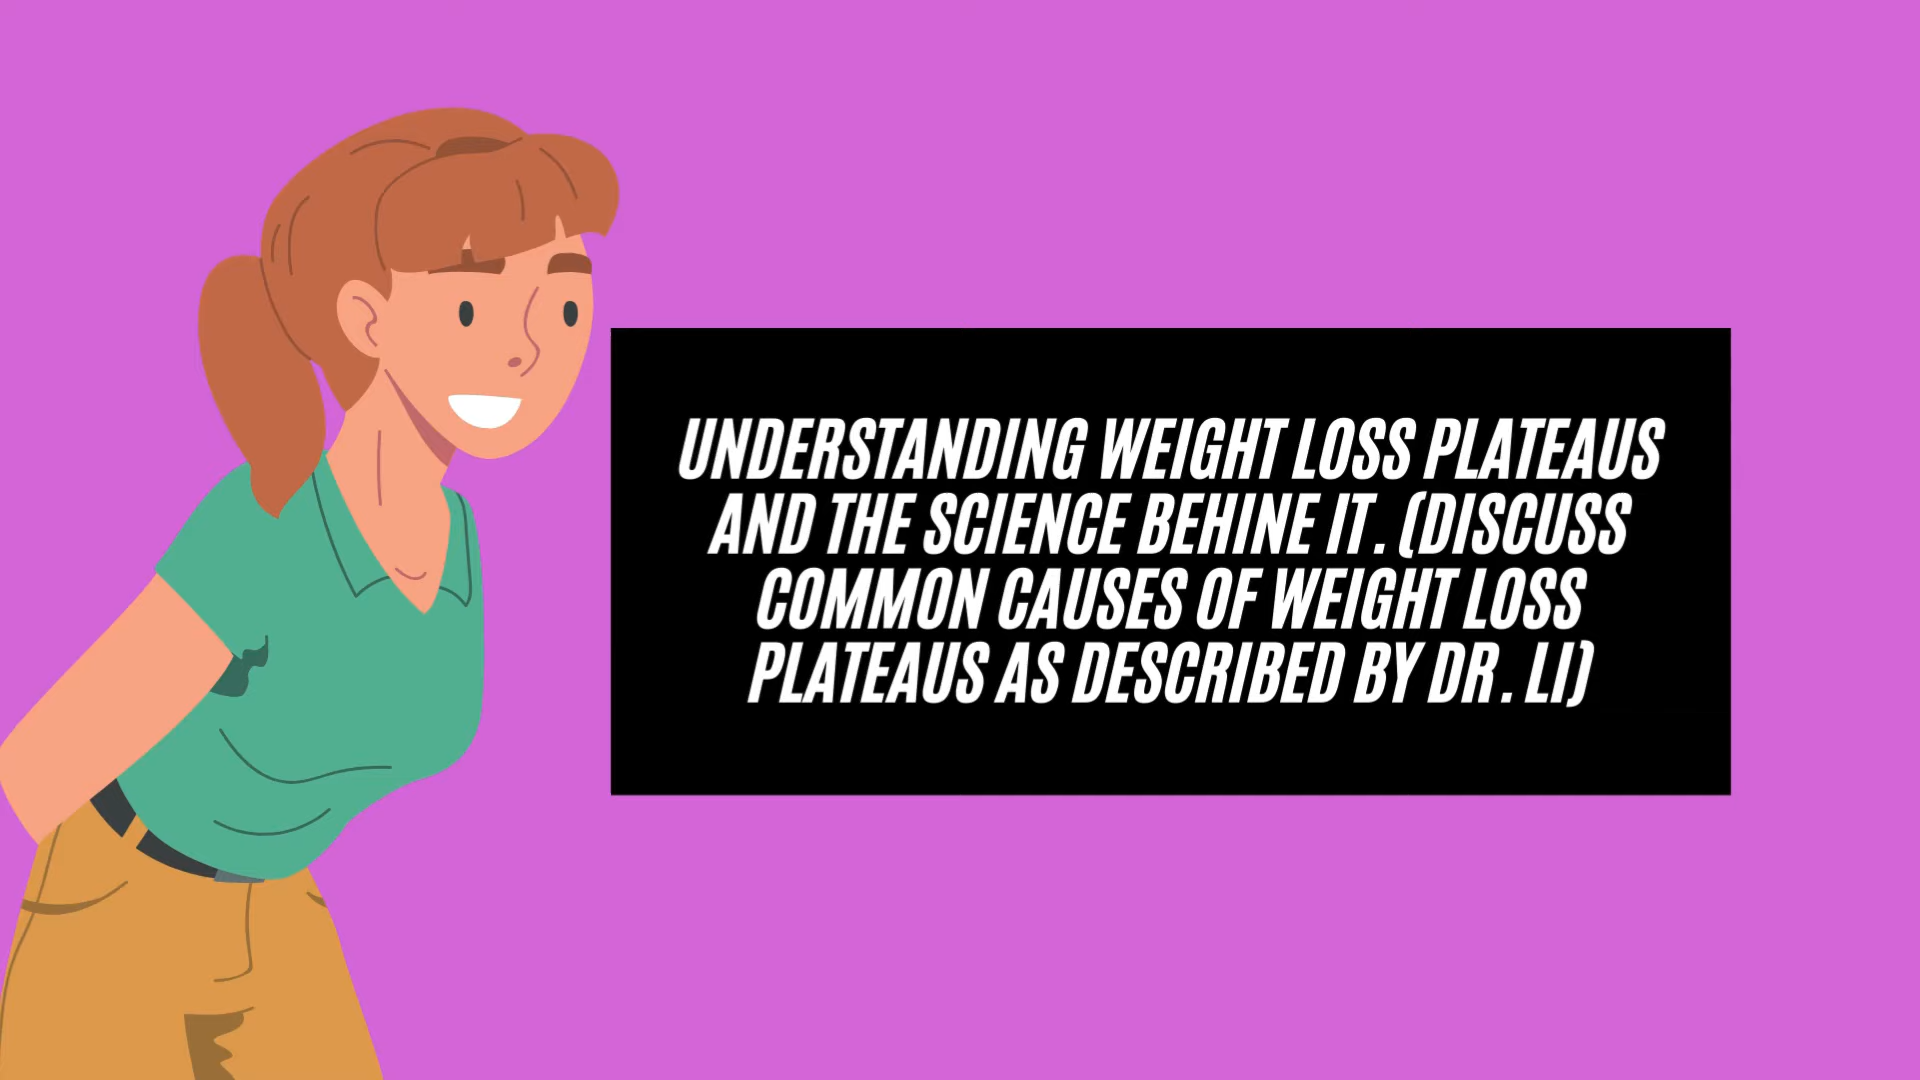 UNDERSTANDING WEIGHT LOSS PLATEAUS
AND THE SCIENCE BEHINE IT. (DISCUSS
COMMON CAUSES OF WEIGHT LOSS
PLATEAUS AS DESCRIBED BY DR. LI)